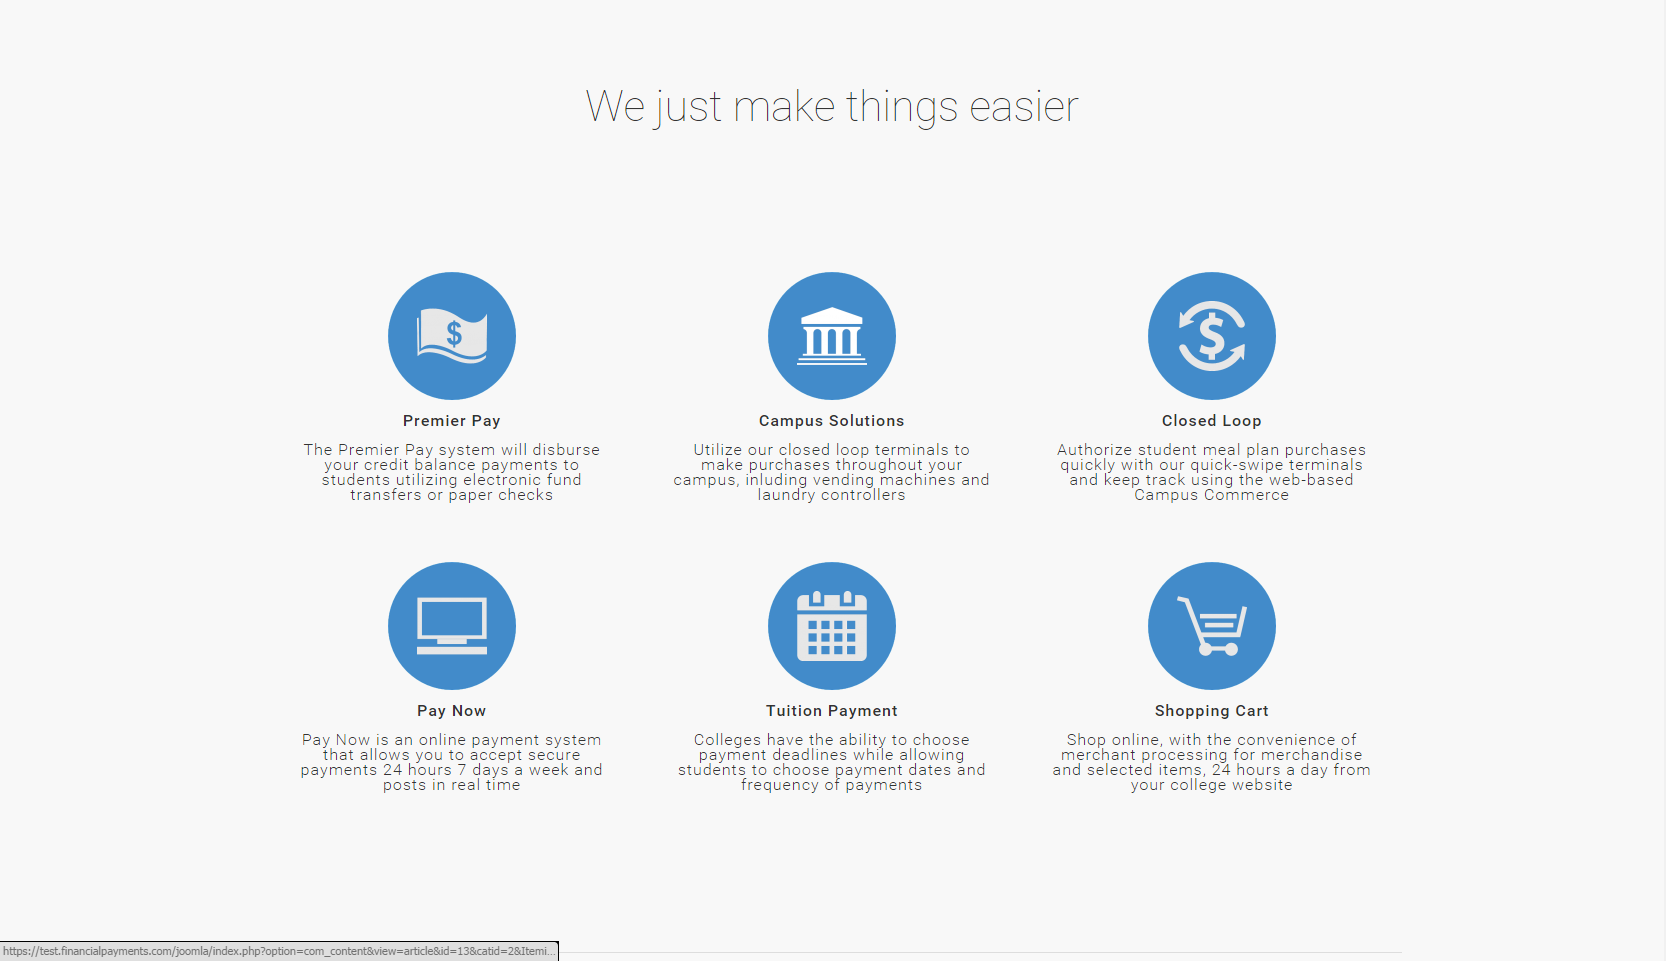 We just make things easier
$
$
Premier Pay
Campus Solutions
Closed Loop
The Premier Pay system will disburse
your credit balance payments to
students utilizing electronic fund
transfers or paper checks
Utilize our closed loop terminals to
make purchases throughout your
campus, inluding vending machines and
laundry controllers
Authorize student meal plan purchases
quickly with our quick-swipe terminals
and keep track using the web-based
Campus Commerce
Pay Now
Tuition Payment
Shopping Cart
Pay Now is an online payment system
that allows you to accept secure
payments 24 hours 7 days a week and
posts in real time
Colleges have the ability to choose
payment deadlines while allowing
students to choose payment dates and
frequency of payments
Shop online, with the convenience of
merchant processing for merchandise
and selected items, 24 hours a day from
your college website
https://test.financialpayments.com/joomla/index.php?option=com_content&view=article&id=13&catid=2&Itemi...